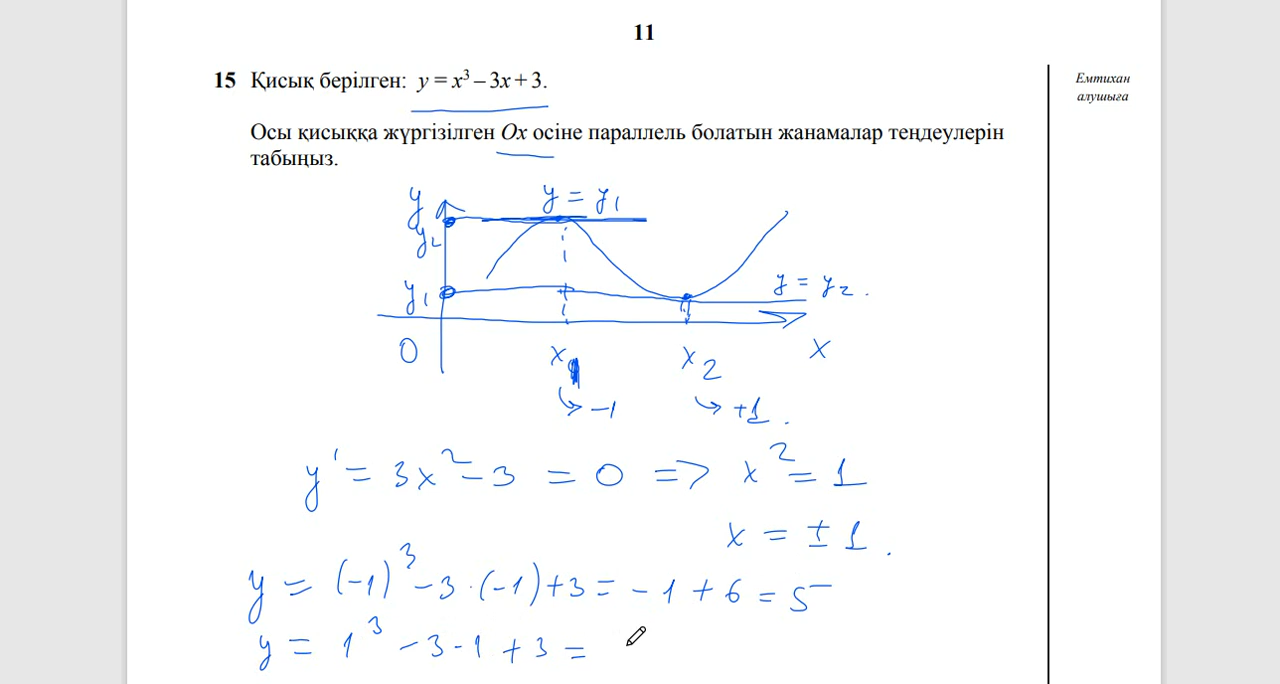 11
15 Қисық берілген: y = x³ – 3x + 3.
Емтихан
алушыға
Осы қисыққа жүргізілген Ox осіне параллель болатын жанамалар теңдеулерін
табыңыз.
y
y = y₁
y₂
y₁
y = y₂.
0
x₁
x₂
x
→ -1
→ +1.
y' = 3x² - 3 = 0 => x² = 1
x = ± 1.
y = (-1)³ - 3·(-1) + 3 = -1 + 6 = 5
y = 1³ - 3 - 1 + 3 =